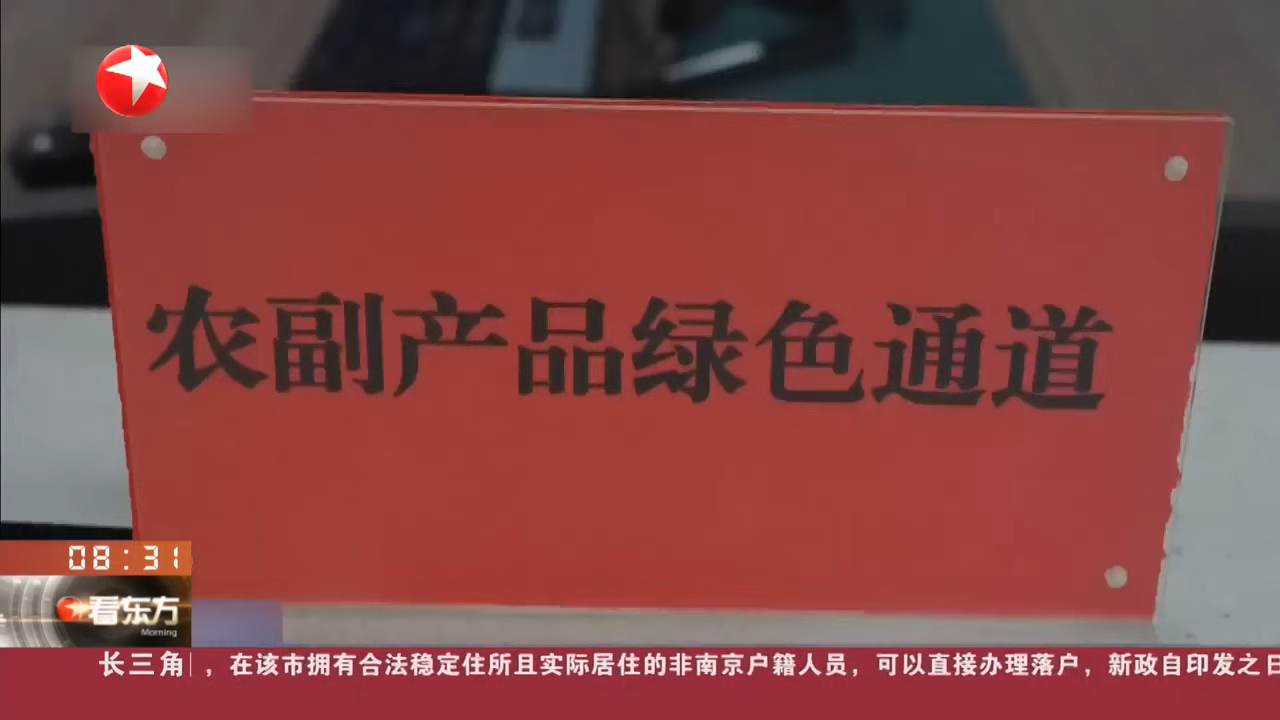 农副产品绿色通道
08:31
看东方
Morning
长三角 ，在该市拥有合法稳定住所且实际居住的非南京户籍人员，可以直接办理落户，新政自印发之日